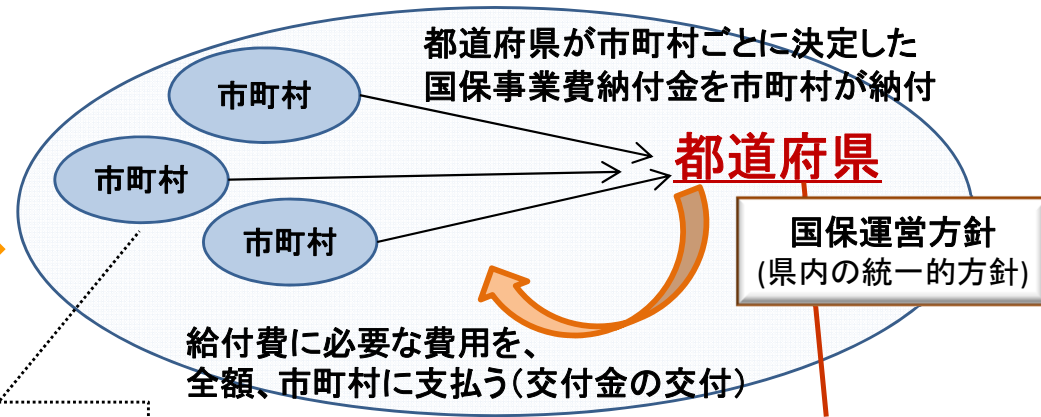 都道府県が市町村ごとに決定した
国保事業費納付金を市町村が納付
市町村
市町村
市町村
都道府県
国保運営方針
(県内の統一的方針)
給付費に必要な費用を、
全額、市町村に支払う(交付金の交付)